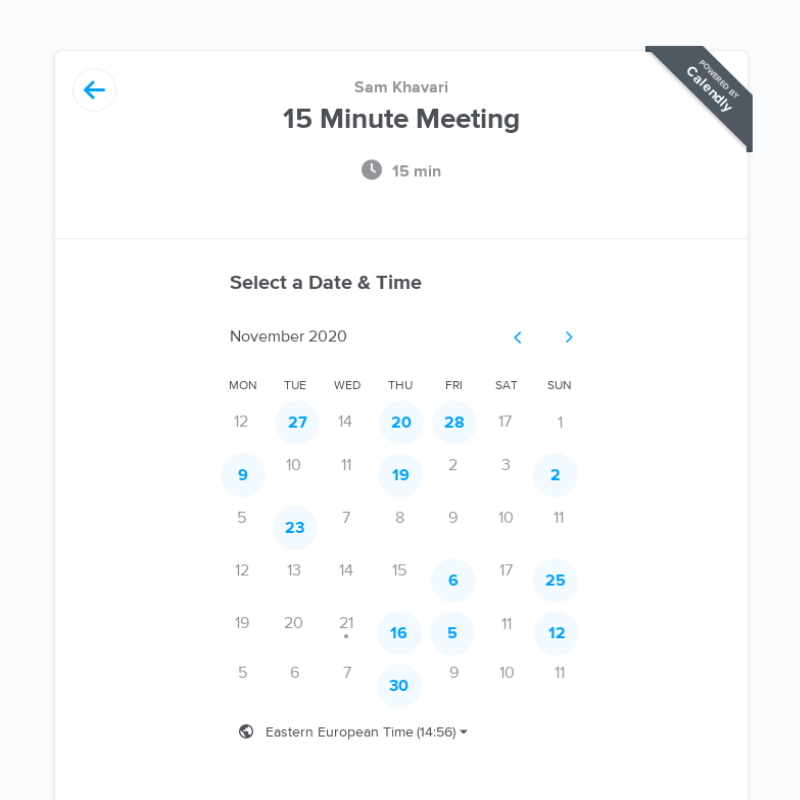 POWERED BY
Calendly
Sam Khavari
15 Minute Meeting
15 min
Select a Date & Time
November 2020
MON TUE WED THU FRI SAT SUN
12 27 14 20 28 17 1
9 10 11 19 2 3 2
5 23 7 8 9 10 11
12 13 14 15 6 17 25
19 20 21 16 5 11 12
5 6 7 30 9 10 11
Eastern European Time (14:56)